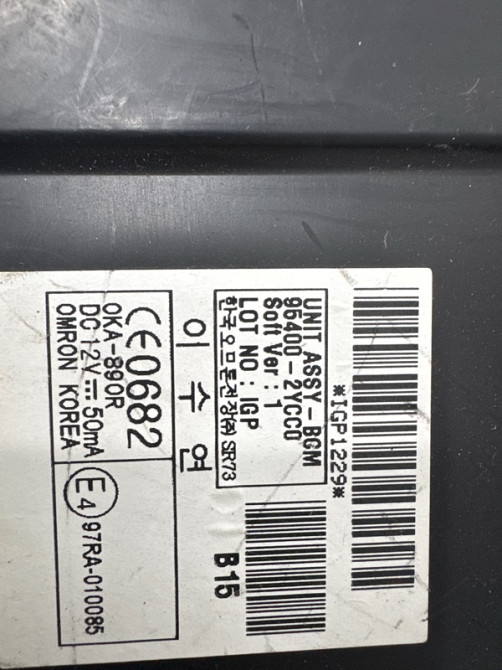 *IGP1229*
UNIT ASSY-BCM
95400-2YCC0
Soft Ver: 1
LOT NO: IGP
한국오므론전장(주) SR73
B15
이수연
CE0682
OKA-890R
DC 12V ⎓ 50mA
OMRON KOREA
E4 97RA-010085